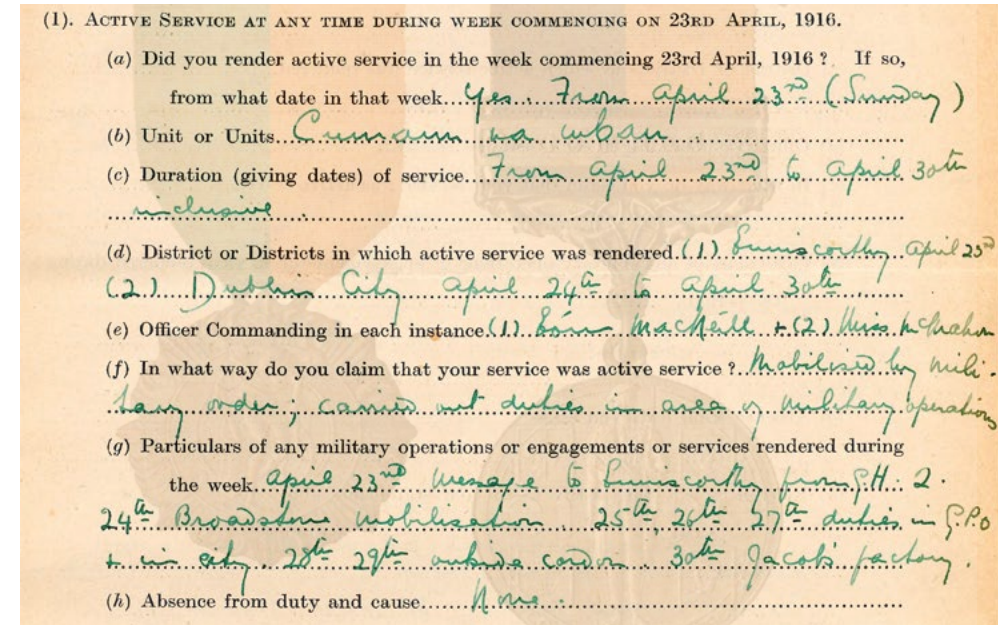 (1). ACTIVE SERVICE AT ANY TIME DURING WEEK COMMENCING ON 23RD APRIL, 1916.
(a) Did you render active service in the week commencing 23rd April, 1916 ? If so,
from what date in that week...Yes. From April 23rd (Sunday)
(b) Unit or Units...Cumann na mban
(c) Duration (giving dates) of service...From April 23rd to April 30th
inclusive.
(d) District or Districts in which active service was rendered (1) Enniscorthy April 23rd
(2) Dublin City April 24th to April 30th
(e) Officer Commanding in each instance. (1) Eóin MacNeill + (2) Miss McMahon
(f) In what way do you claim that your service was active service ? Mobilised by mili-
tary order; carried out duties in area of military operations
(g) Particulars of any military operations or engagements or services rendered during
the week. April 23rd Message to Enniscorthy from G.H.Q.
24th Broadstone mobilisation. 25th, 26th 27th duties in G.P.O
+ in city. 28th 29th outside cordon. 30th Jacob's factory.
(h) Absence from duty and cause...None.